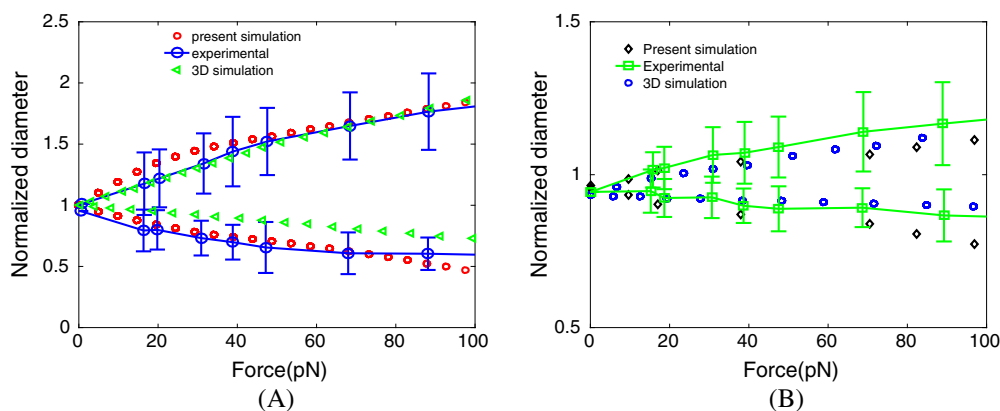 (A)
2.5
2
1.5
1
0.5
0
Normalized diameter
present simulation
experimental
3D simulation
0
20
40
60
80
100
Force(pN)
(A)
(B)
1.5
1
0.5
Normalized diameter
Present simulation
Experimental
3D simulation
0
20
40
60
80
100
Force(pN)
(B)